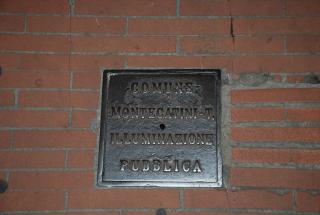 -COMUNE-
MONTECATINI-T.
ILLUMINAZIONE
PUBBLICA